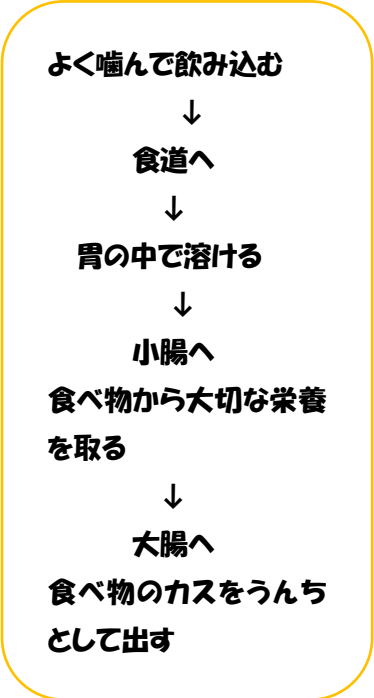 よく噛んで飲み込む
↓
食道へ
↓
胃の中で溶ける
↓
小腸へ
食べ物から大切な栄養
を取る
↓
大腸へ
食べ物のカスをうんち
として出す